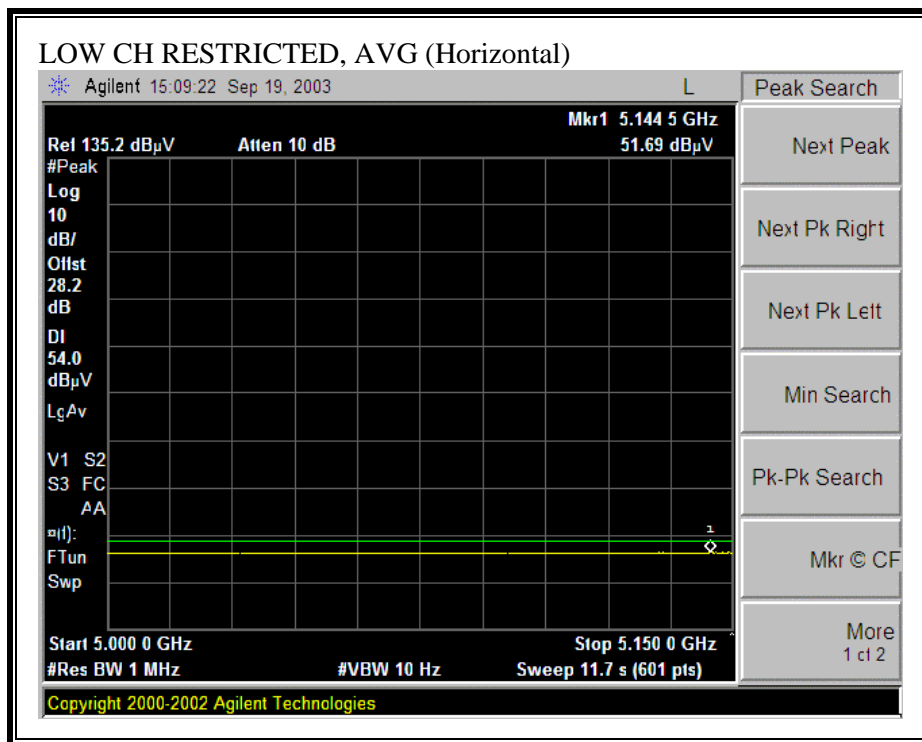 LOW CH RESTRICTED, AVG (Horizontal)
Agilent 15:09:22 Sep 19, 2003 L
Peak Search
Mkr1 5.144 5 GHz
Ref 135.2 dBµV Atten 10 dB 51.69 dBµV
#Peak
Log
10
dB/
Offst
28.2
dB
DI
54.0
dBµV
LgAv
V1 S2
S3 FC
AA
¤(f):
FTun
Swp
1
Start 5.000 0 GHz Stop 5.150 0 GHz
#Res BW 1 MHz #VBW 10 Hz Sweep 11.7 s (601 pts)
Copyright 2000-2002 Agilent Technologies
Next Peak
Next Pk Right
Next Pk Left
Min Search
Pk-Pk Search
Mkr © CF
More
1 of 2